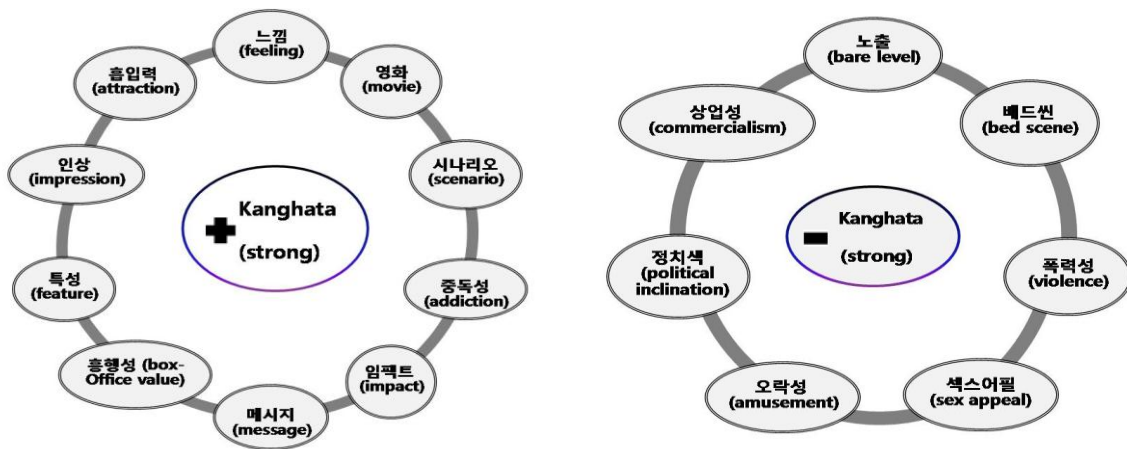 느낌
(feeling)
영화
(movie)
시나리오
(scenario)
중독성
(addiction)
임팩트
(impact)
메시지
(message)
흥행성 (box-
Office value)
특성
(feature)
인상
(impression)
흡입력
(attraction)
Kanghata
(strong)
노출
(bare level)
베드씬
(bed scene)
폭력성
(violence)
섹스어필
(sex appeal)
오락성
(amusement)
정치색
(political
inclination)
상업성
(commercialism)
Kanghata
(strong)